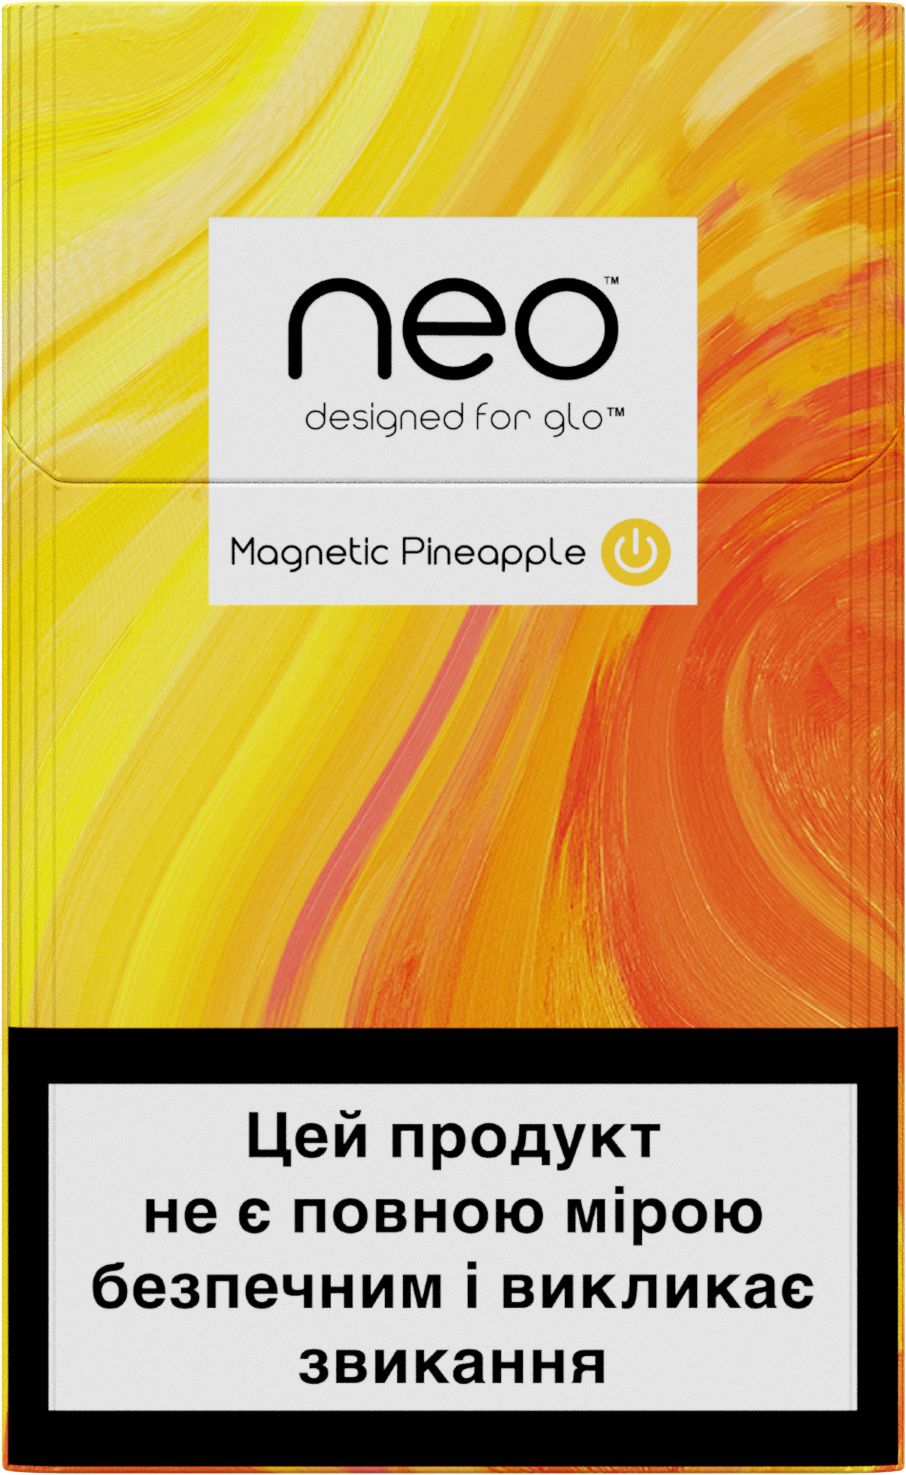 neo™
designed for glo™
Magnetic Pineapple
Цей продукт
не є повною мірою
безпечним і викликає
звикання